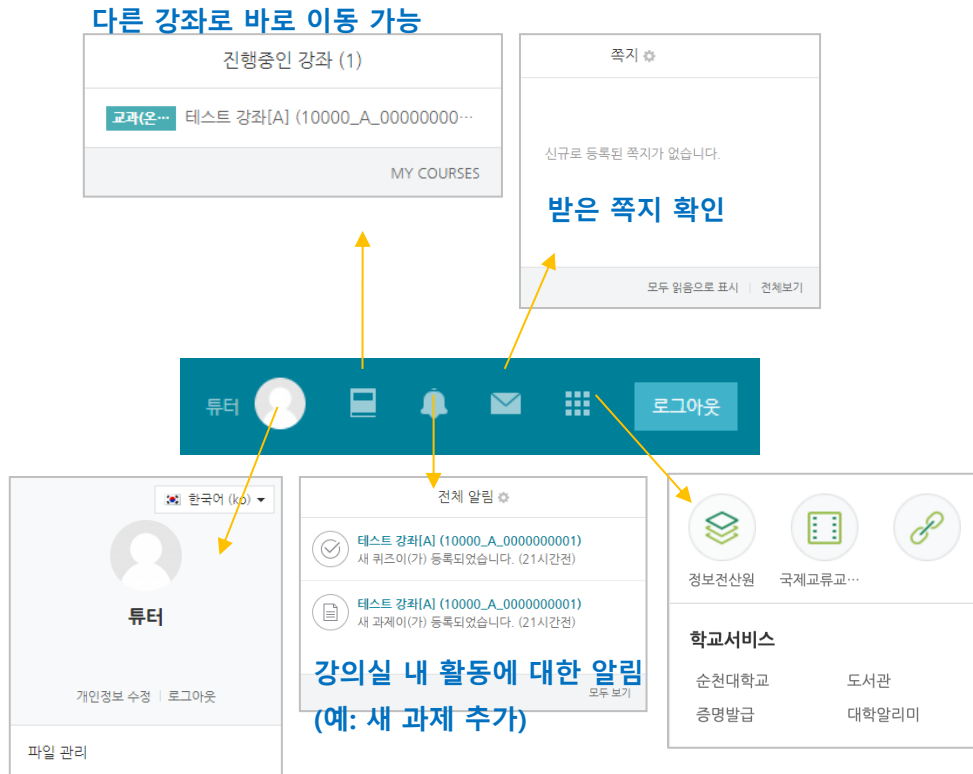 다른 강좌로 바로 이동 가능
진행중인 강좌 (1)
교과(온… 테스트 강좌[A] (10000_A_00000000…
MY COURSES
쪽지
신규로 등록된 쪽지가 없습니다.
받은 쪽지 확인
모두 읽음으로 표시 | 전체보기
튜터
로그아웃
한국어 (ko)
튜터
개인정보 수정 | 로그아웃
파일 관리
전체 알림
테스트 강좌[A] (10000_A_0000000001)
새 퀴즈이(가) 등록되었습니다. (21시간전)
테스트 강좌[A] (10000_A_0000000001)
새 과제이(가) 등록되었습니다. (21시간전)
강의실 내 활동에 대한 알림
모두 보기
(예: 새 과제 추가)
정보전산원 국제교류교…
학교서비스
순천대학교 도서관
증명발급 대학알리미